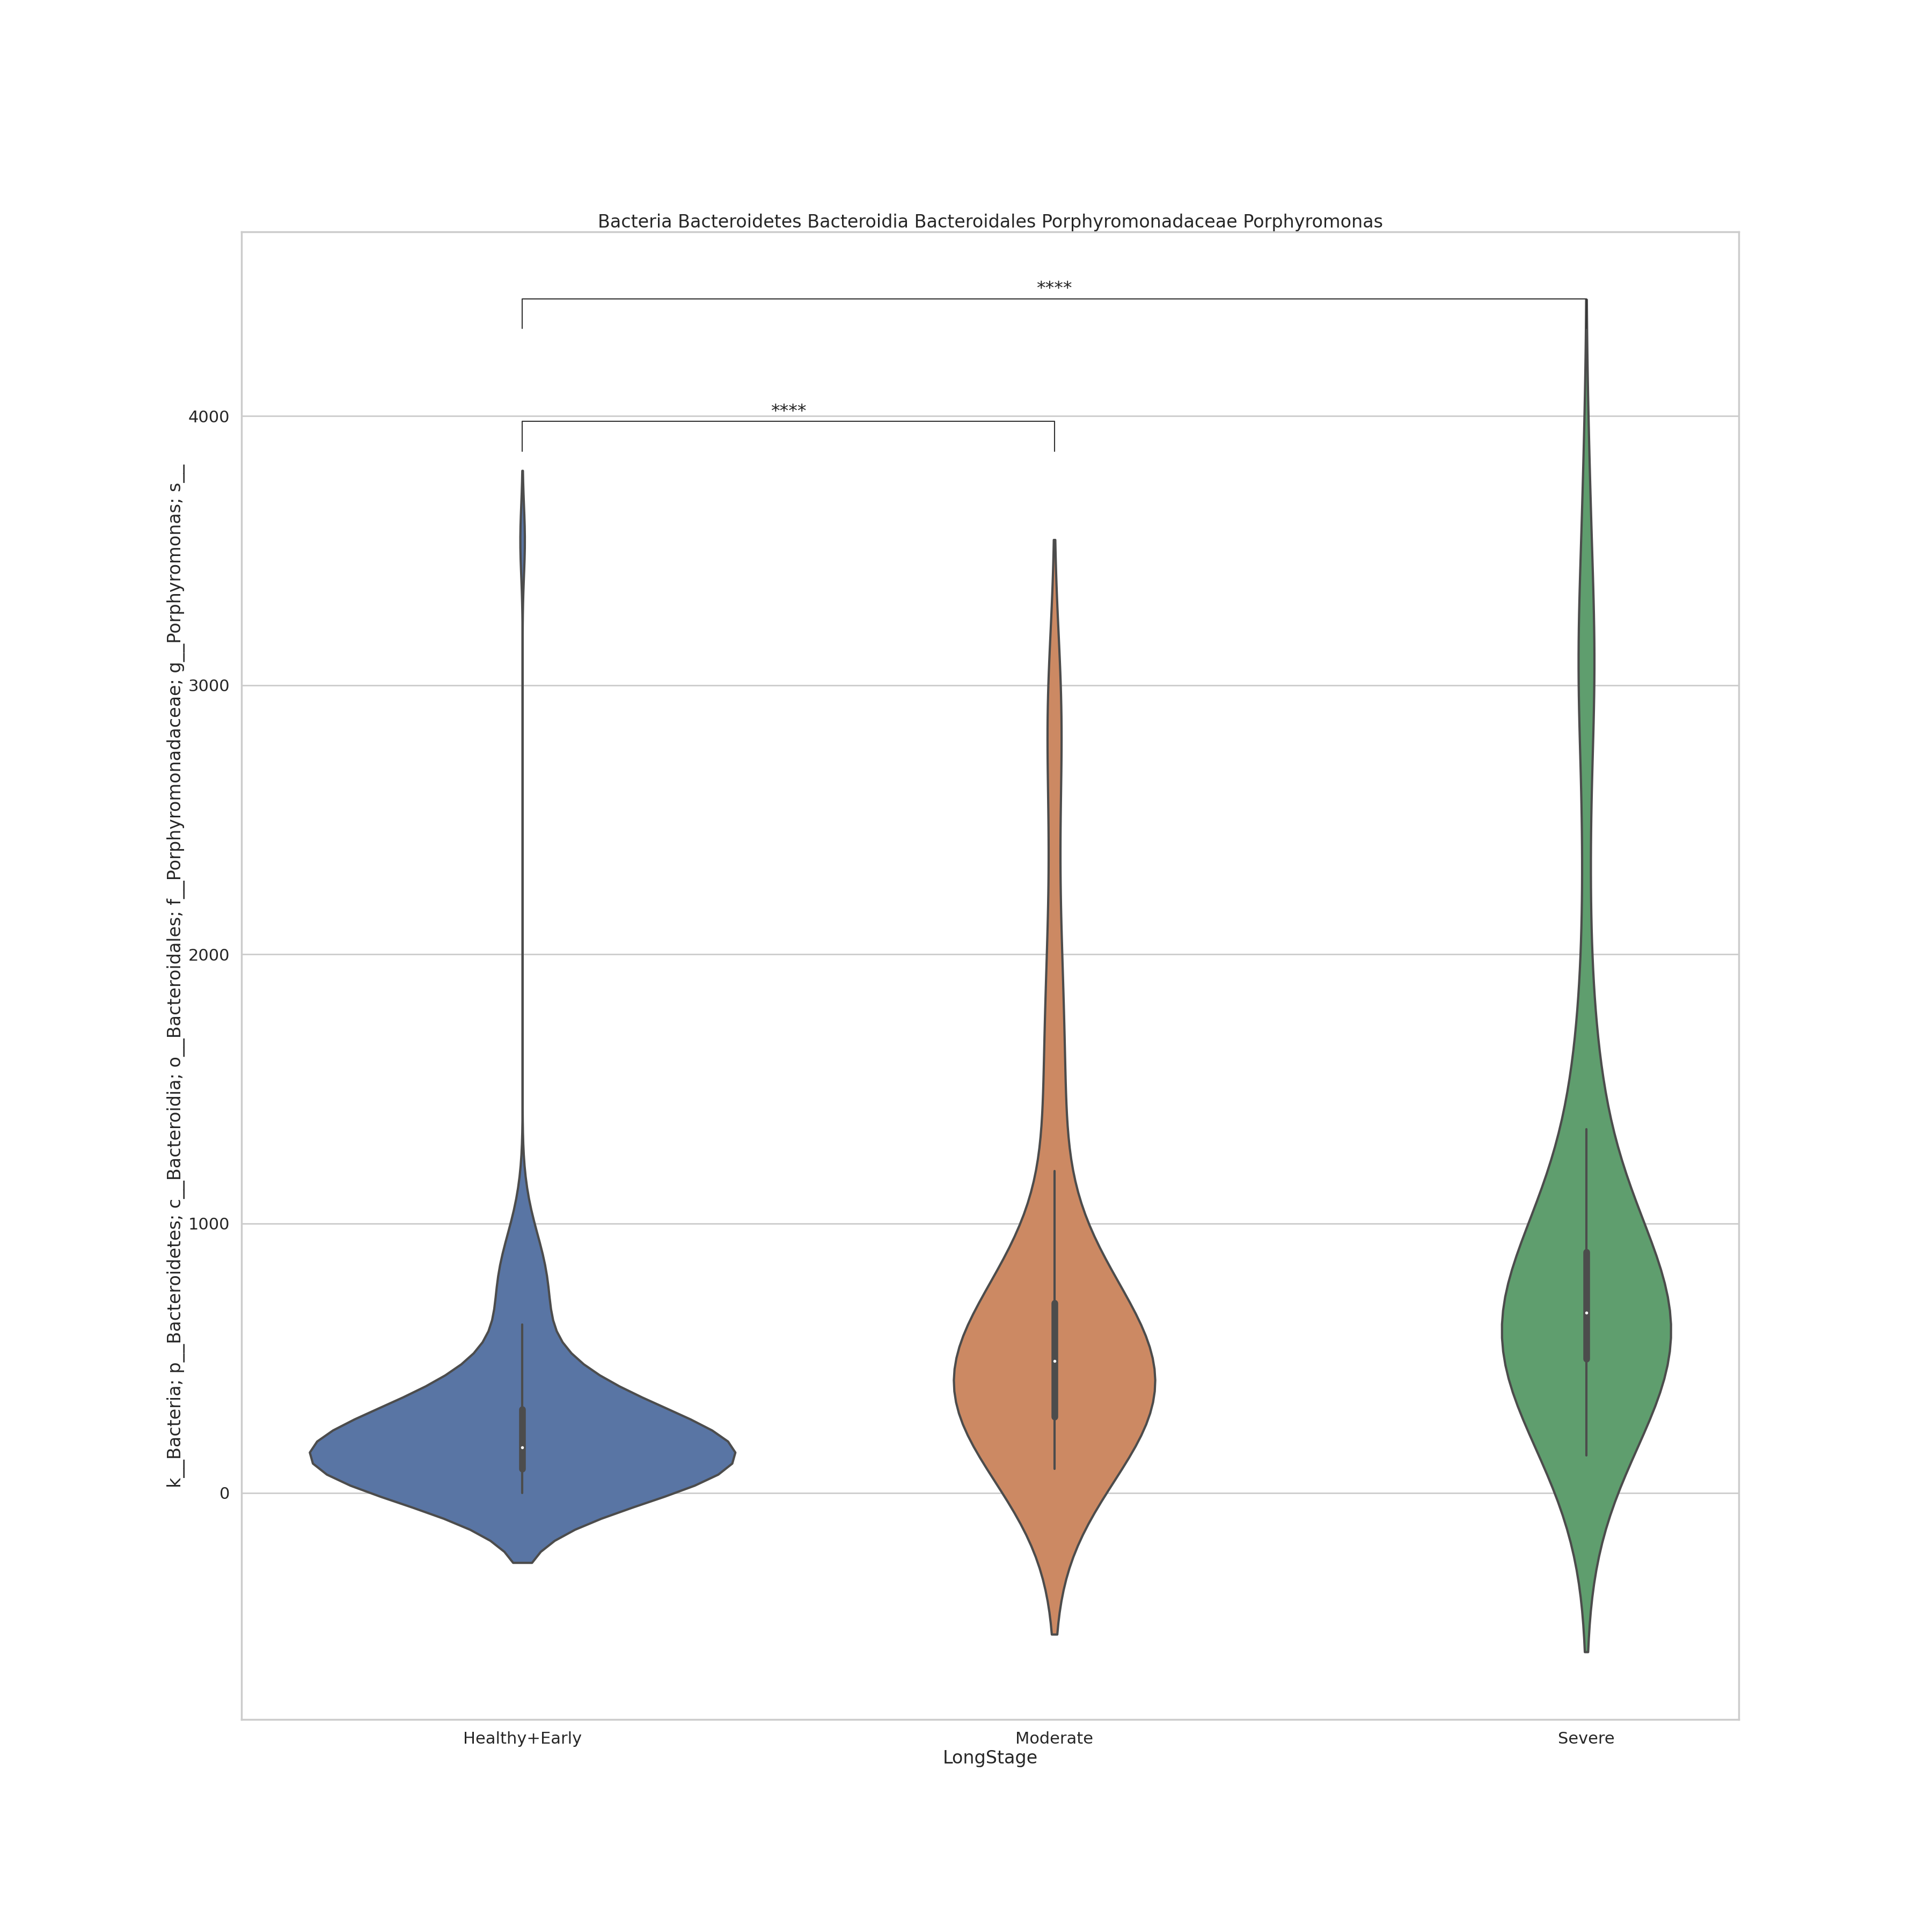 Bacteria Bacteroidetes Bacteroidia Bacteroidales Porphyromonadaceae Porphyromonas
****
****
4000
3000
2000
1000
0
k__Bacteria; p__Bacteroidetes; c__Bacteroidia; o__Bacteroidales; f__Porphyromonadaceae; g__Porphyromonas; s__
Healthy+Early
Moderate
Severe
LongStage